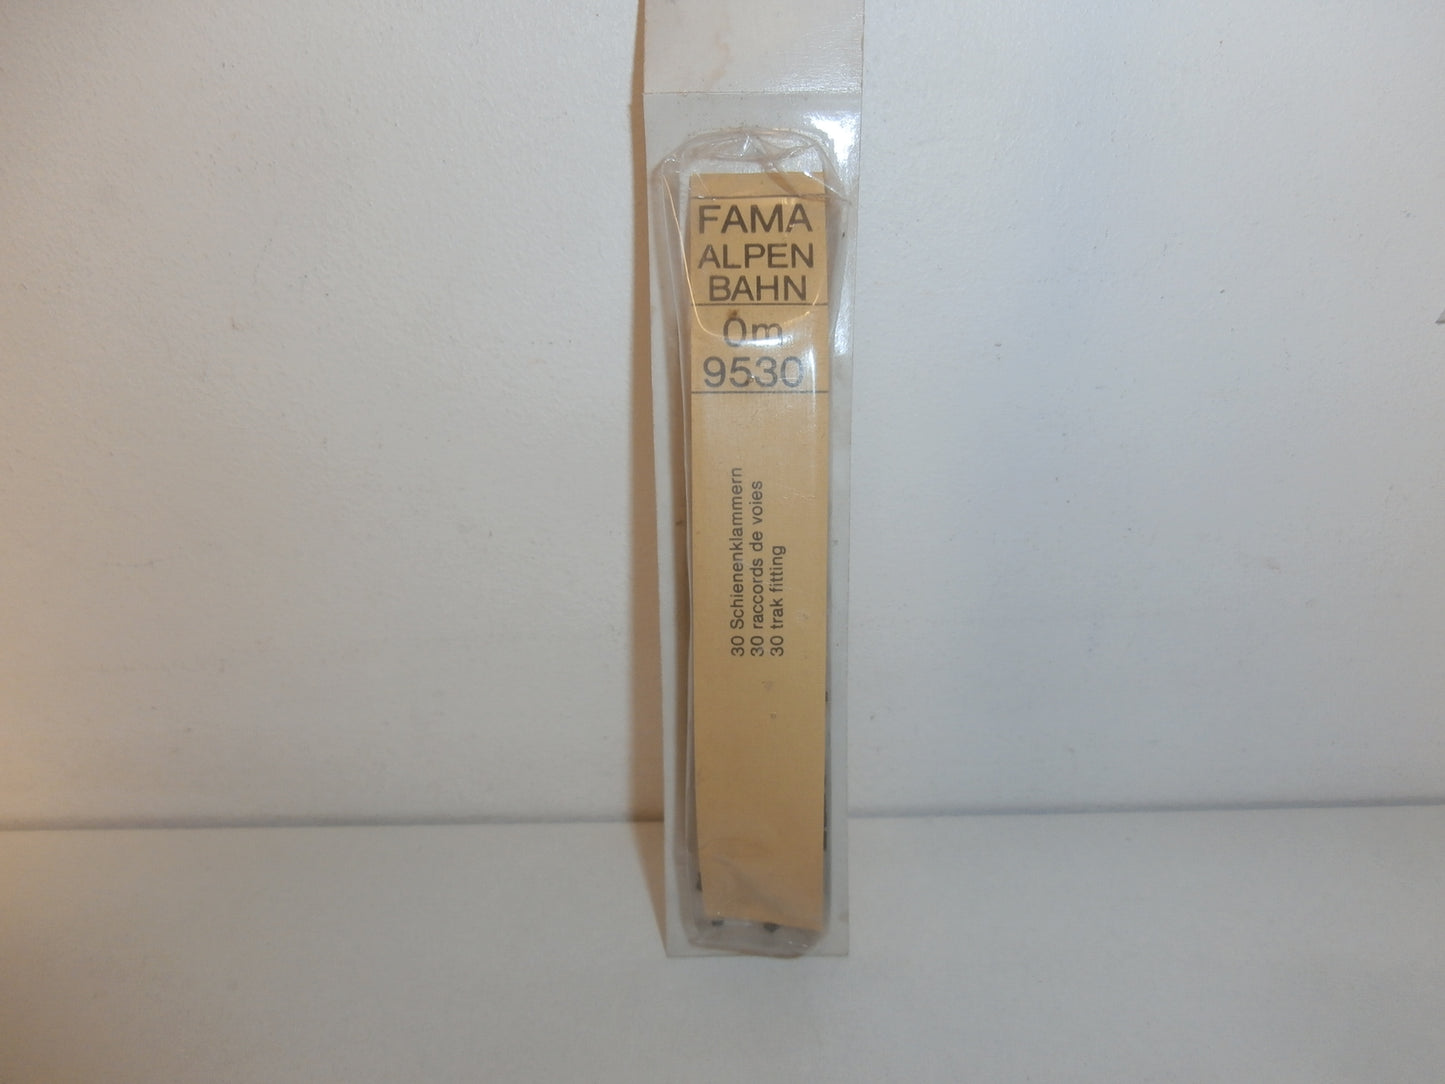 FAMA
ALPEN
BAHN
0m
9530
30 Schienenklammern
30 raccords de voies
30 trak fitting